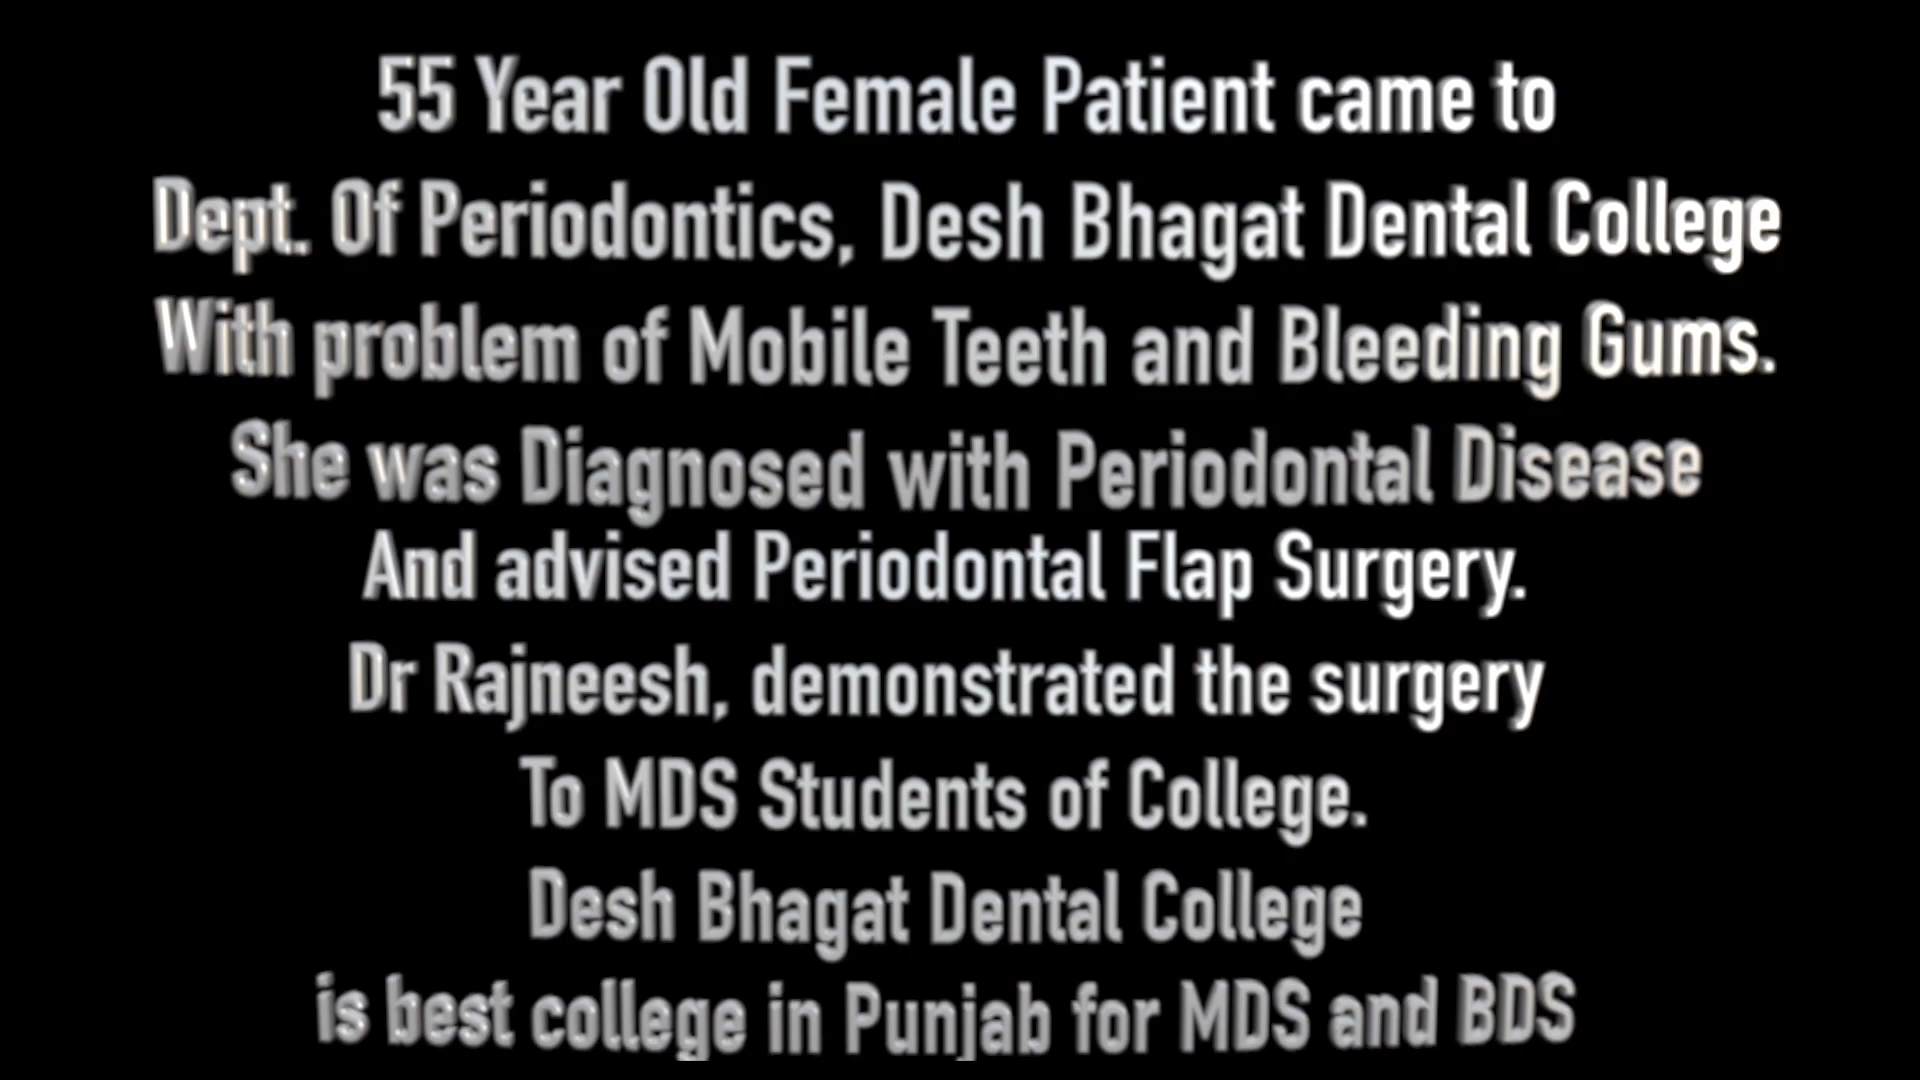 55 Year Old Female Patient came to
Dept. Of Periodontics, Desh Bhagat Dental College
With problem of Mobile Teeth and Bleeding Gums.
She was Diagnosed with Periodontal Disease
And advised Periodontal Flap Surgery.
Dr Rajneesh, demonstrated the surgery
To MDS Students of College.
Desh Bhagat Dental College
is best college in Punjab for MDS and BDS